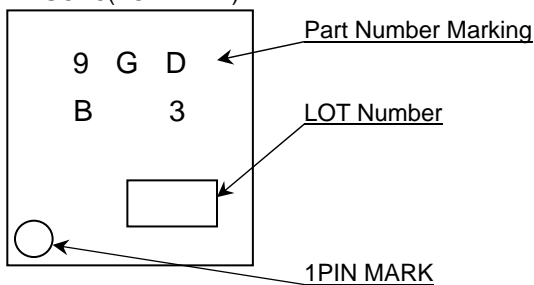 9 G D
B 3
Part Number Marking
LOT Number
1PIN MARK